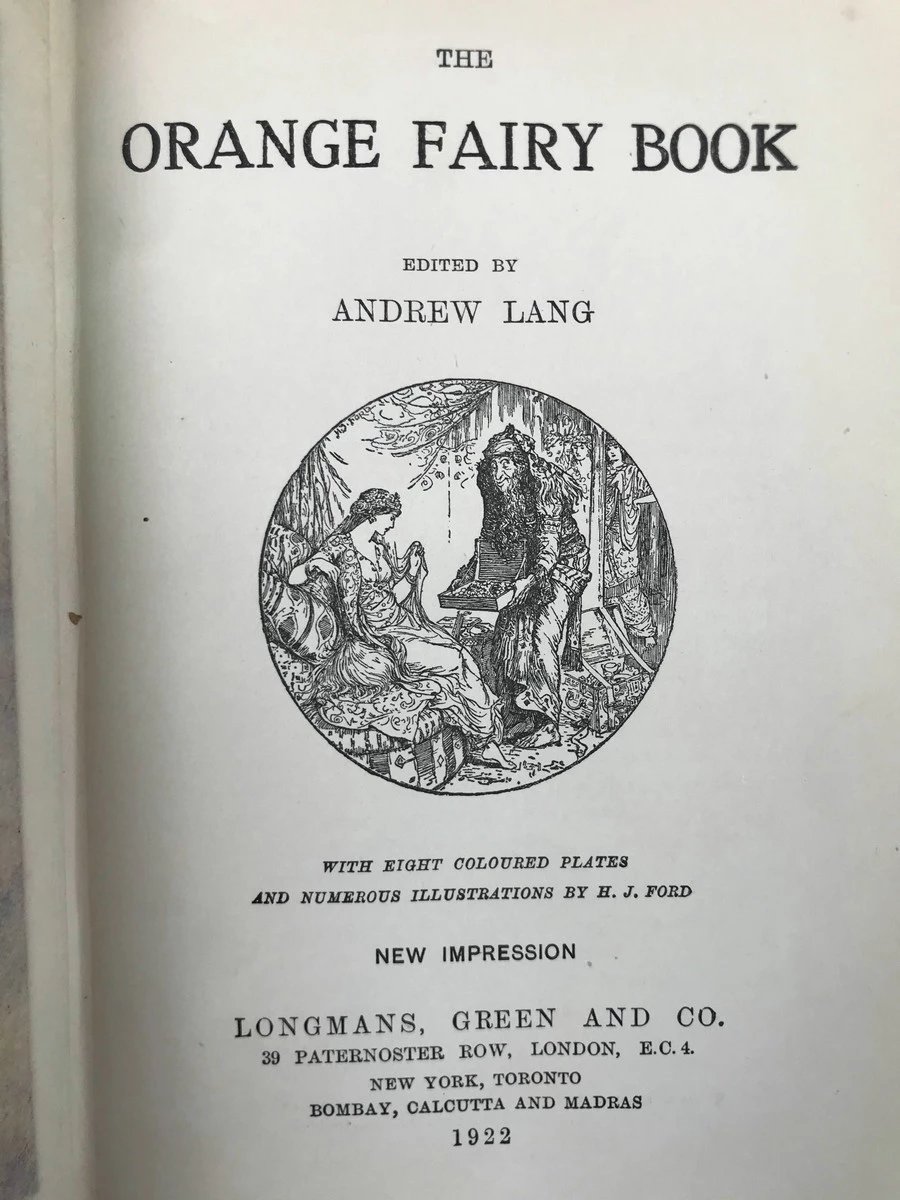 THE
ORANGE FAIRY BOOK
EDITED BY
ANDREW LANG
WITH EIGHT COLOURED PLATES
AND NUMEROUS ILLUSTRATIONS BY H. J. FORD
NEW IMPRESSION
LONGMANS, GREEN AND CO.
39 PATERNOSTER ROW, LONDON, E.C. 4.
NEW YORK, TORONTO
BOMBAY, CALCUTTA AND MADRAS
1922